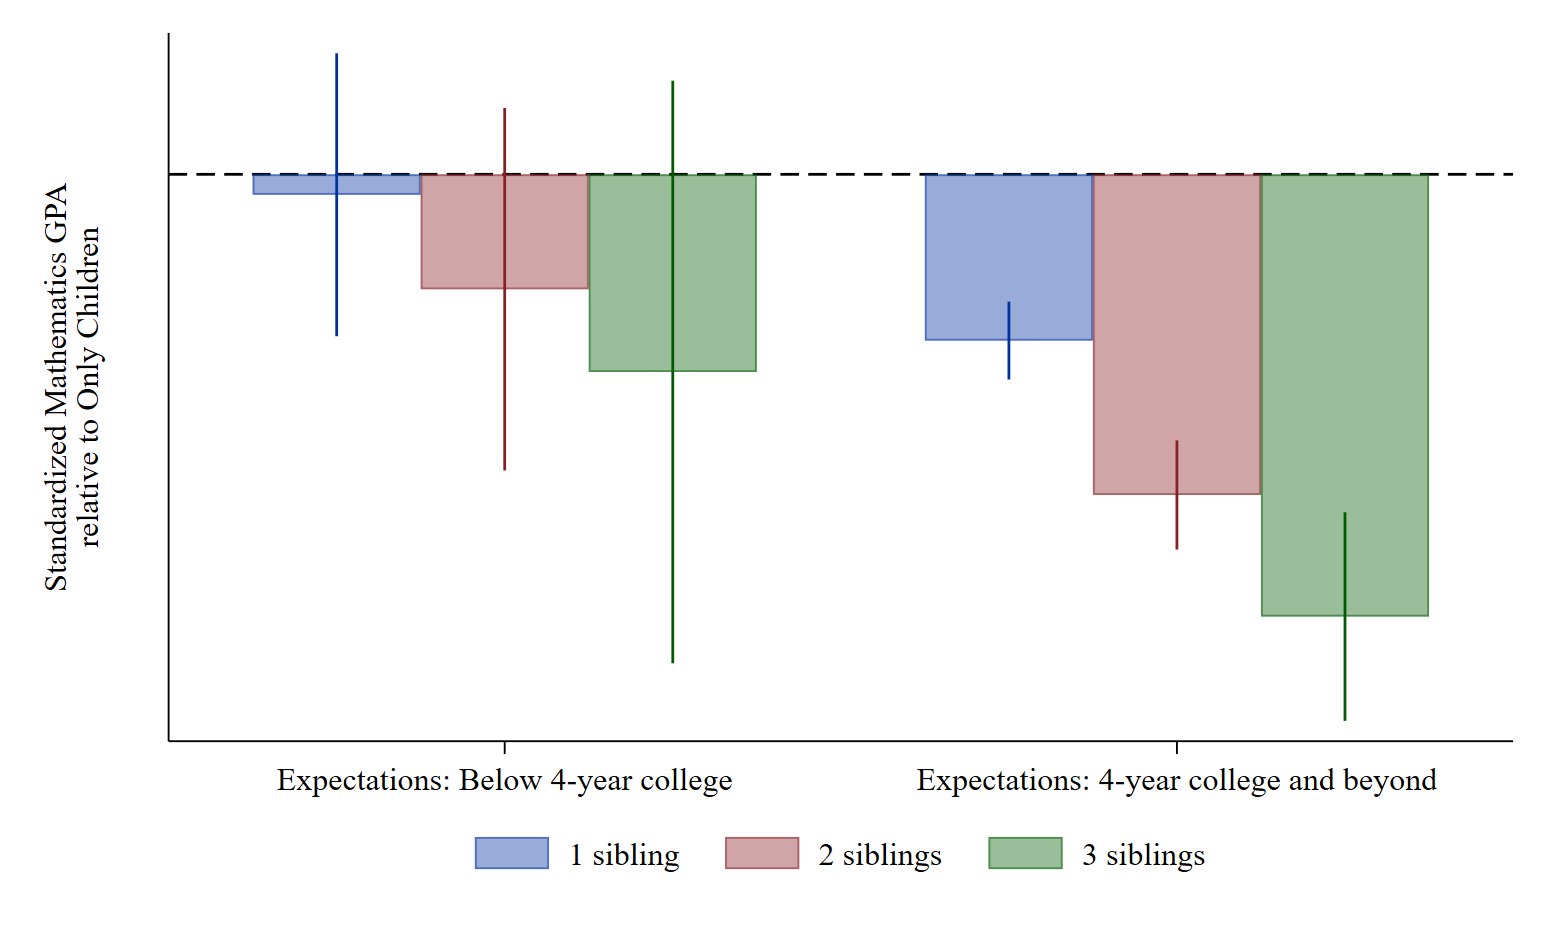 Standardized Mathematics GPA
relative to Only Children
Expectations: Below 4-year college
Expectations: 4-year college and beyond
1 sibling
2 siblings
3 siblings